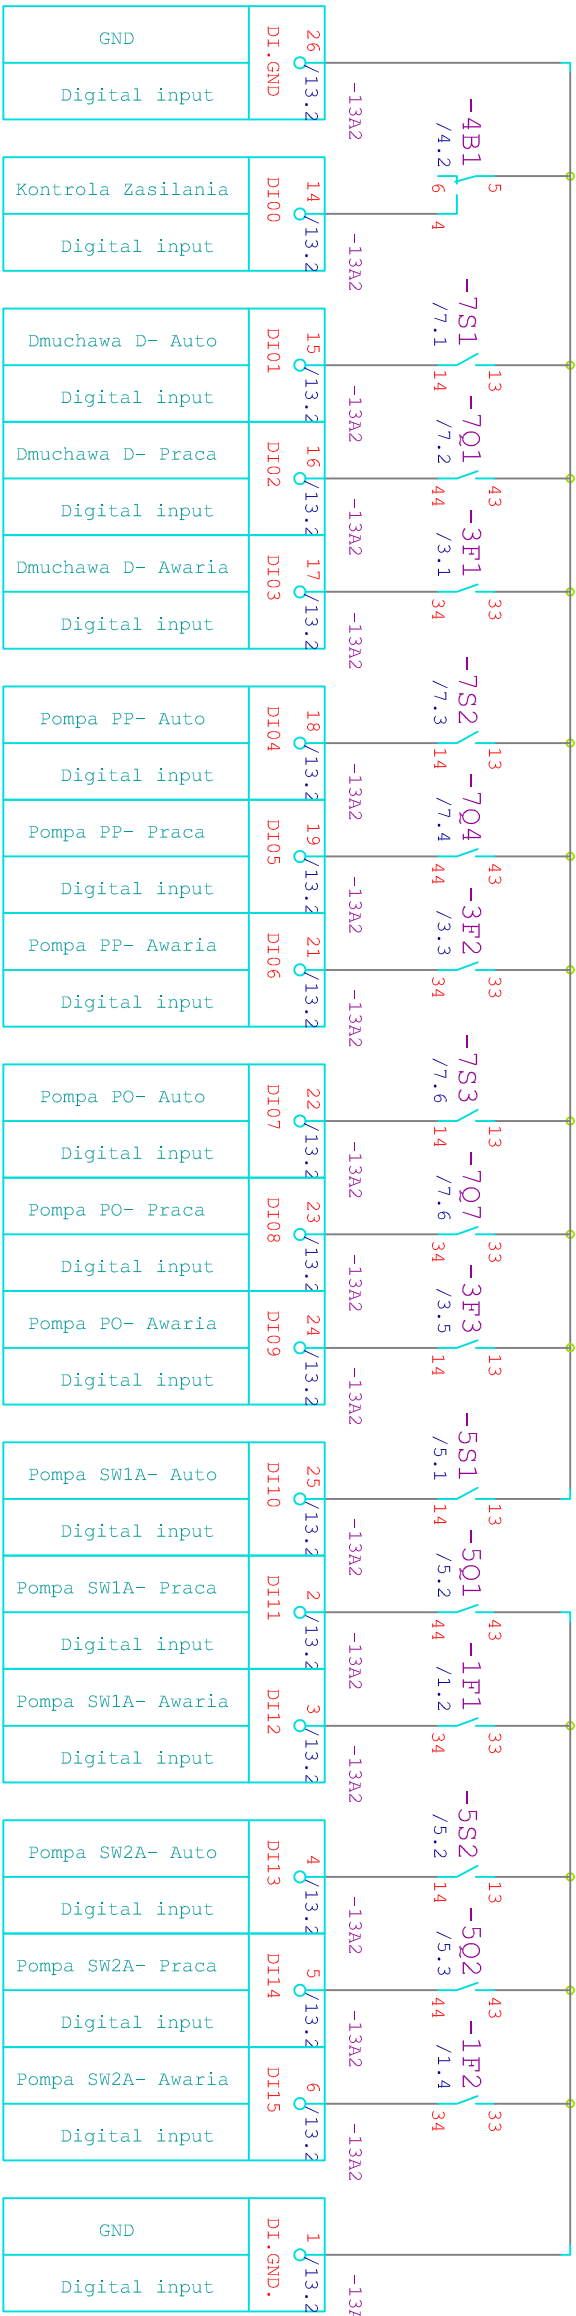 GND
Digital input
DI.GND
26
/13.2
-13A2
Kontrola Zasilania
Digital input
DI00
14
/13.2
-13A2
-4B1
/4.2
6
5
4
Dmuchawa D- Auto
Digital input
DI01
15
/13.2
-13A2
-7S1
/7.1
14
13
Dmuchawa D- Praca
Digital input
DI02
16
/13.2
-13A2
-7Q1
/7.2
44
43
Dmuchawa D- Awaria
Digital input
DI03
17
/13.2
-13A2
-3F1
/3.1
34
33
Pompa PP- Auto
Digital input
DI04
18
/13.2
-13A2
-7S2
/7.3
14
13
Pompa PP- Praca
Digital input
DI05
19
/13.2
-13A2
-7Q4
/7.4
44
43
Pompa PP- Awaria
Digital input
DI06
21
/13.2
-13A2
-3F2
/3.3
34
33
Pompa PO- Auto
Digital input
DI07
22
/13.2
-13A2
-7S3
/7.6
14
13
Pompa PO- Praca
Digital input
DI08
23
/13.2
-13A2
-7Q7
/7.6
34
33
Pompa PO- Awaria
Digital input
DI09
24
/13.2
-13A2
-3F3
/3.5
14
13
Pompa SW1A- Auto
Digital input
DI10
25
/13.2
-13A2
-5S1
/5.1
14
13
Pompa SW1A- Praca
Digital input
DI11
2
/13.2
-13A2
-5Q1
/5.2
44
43
Pompa SW1A- Awaria
Digital input
DI12
3
/13.2
-13A2
-1F1
/1.2
34
33
Pompa SW2A- Auto
Digital input
DI13
4
/13.2
-13A2
-5S2
/5.2
14
13
Pompa SW2A- Praca
Digital input
DI14
5
/13.2
-13A2
-5Q2
/5.3
44
43
Pompa SW2A- Awaria
Digital input
DI15
6
/13.2
-13A2
-1F2
/1.4
34
33
GND
Digital input
DI.GND.
1
/13.2